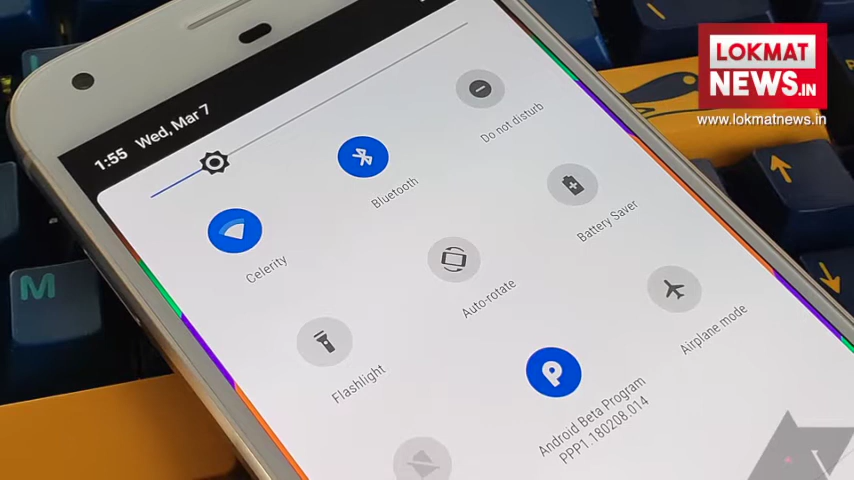 LOKMAT
NEWS.IN
www.lokmatnews.in
1:55 Wed, Mar 7
Do not disturb
Bluetooth
Celerity
Battery Saver
Auto-rotate
Flashlight
Airplane mode
Android Beta Program
PPP1.180208.014
M